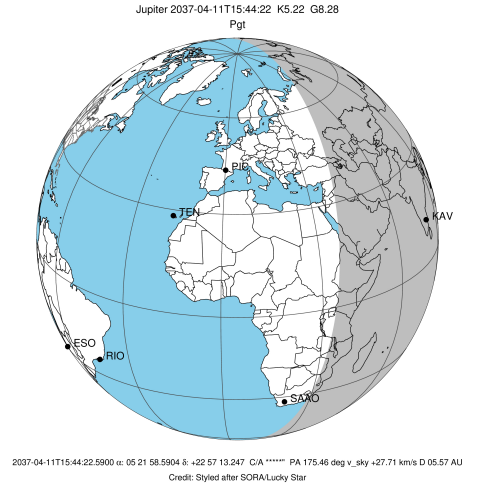 Jupiter 2037-04-11T15:44:22 K5.22 G8.28
Pgt
PIC
TEN
KAV
ESO
RIO
SAAO
2037-04-11T15:44:22.5900 α: 05 21 58.5904 δ: +22 57 13.247 C/A *****" PA 175.46 deg v_sky +27.71 km/s D 05.57 AU
Credit: Styled after SORA/Lucky Star